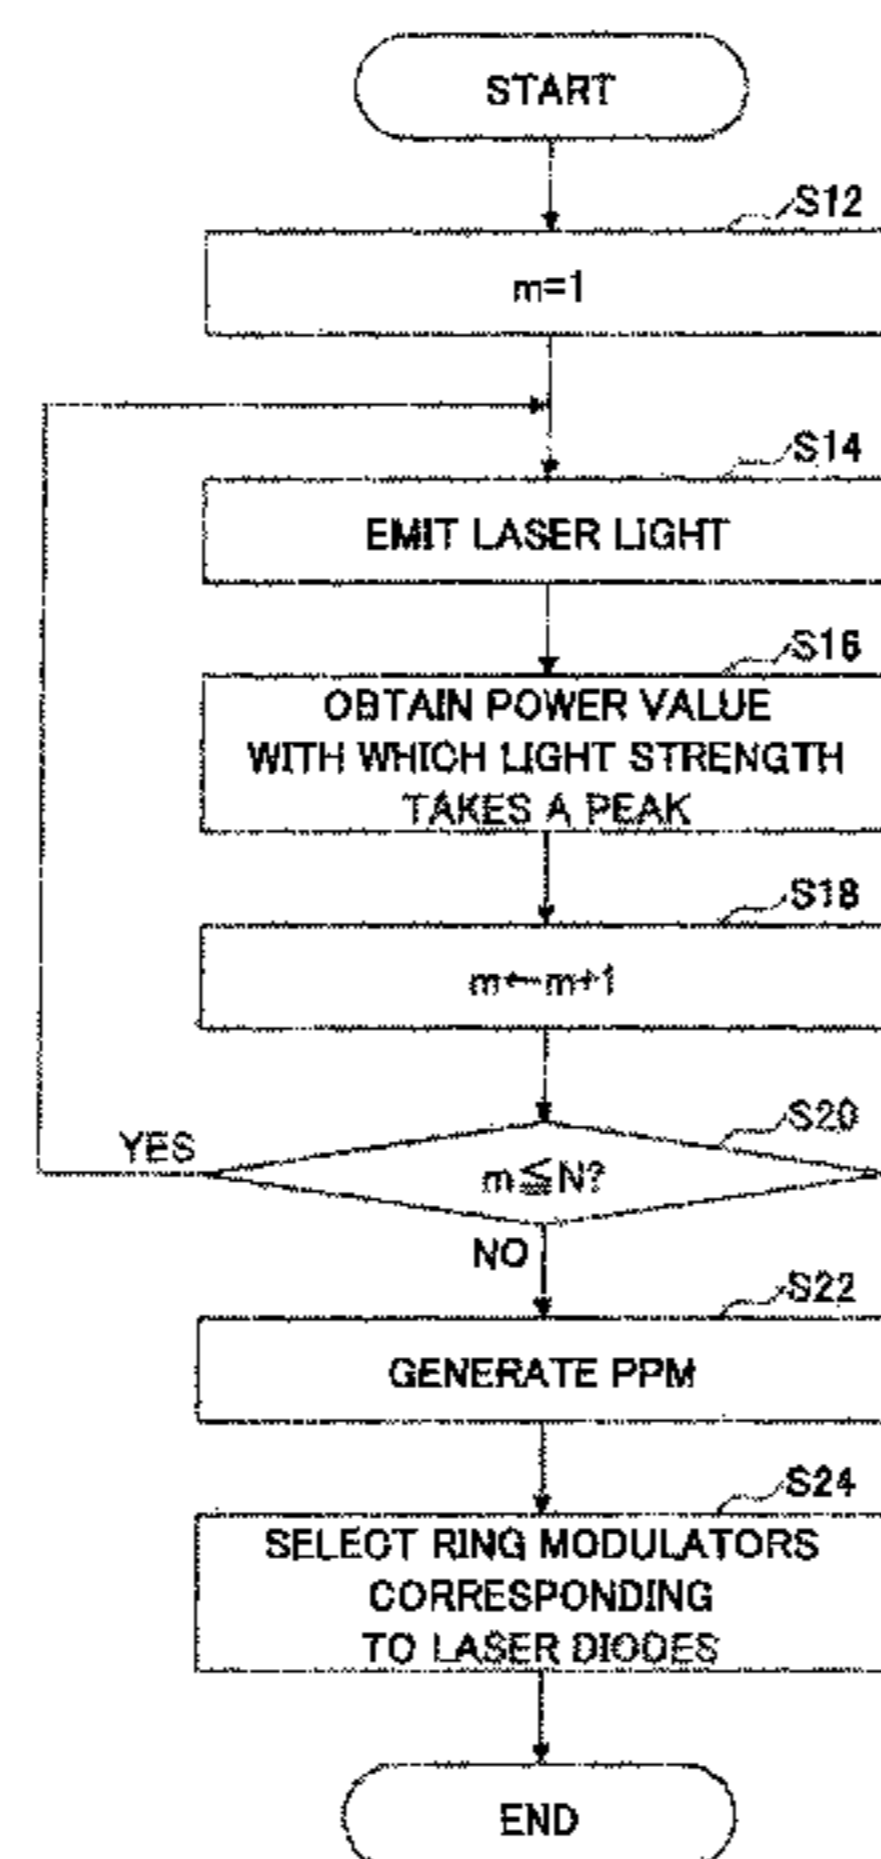 START
S12
m=1
S14
EMIT LASER LIGHT
S16
OBTAIN POWER VALUE
WITH WHICH LIGHT STRENGTH
TAKES A PEAK
S18
m←m+1
S20
YES
m≦N?
NO
S22
GENERATE PPM
S24
SELECT RING MODULATORS
CORRESPONDING
TO LASER DIODES
END